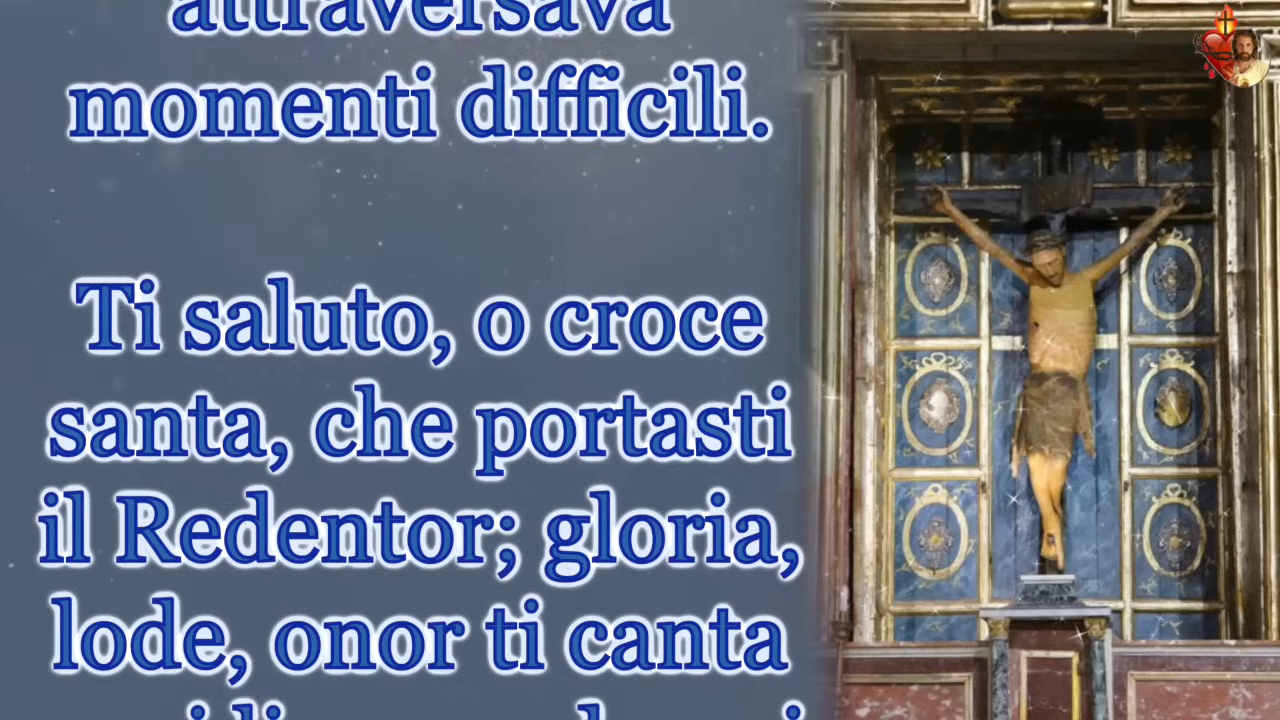 attraversava
momenti difficili.
Ti saluto, o croce
santa, che portasti
il Redentor; gloria,
lode, onor ti canta